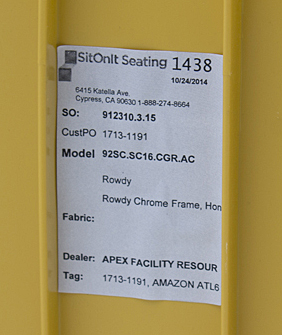 SitOnIt Seating 1438
10/24/2014
6415 Katella Ave.
Cypress, CA 90630 1-888-274-8664
SO: 912310.3.15
CustPO 1713-1191
Model 92SC.SC16.CGR.AC
Rowdy
Rowdy Chrome Frame, Hon
Fabric:
Dealer: APEX FACILITY RESOUR
Tag: 1713-1191, AMAZON ATL6